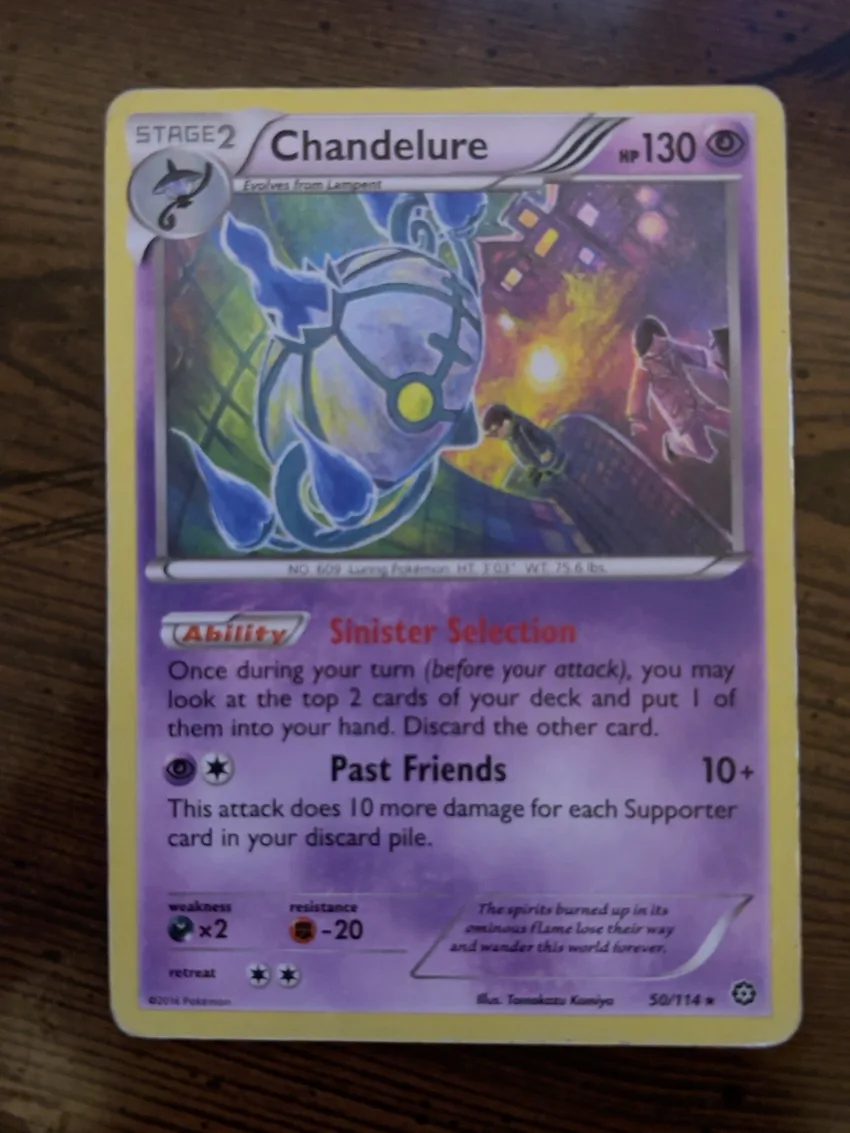 STAGE2
Chandelure
HP130
Evolves from Lampent
NO. 609 Luring Pokémon HT: 3'03" WT: 75.6 lbs.
Ability Sinister Selection
Once during your turn (before your attack), you may
look at the top 2 cards of your deck and put 1 of
them into your hand. Discard the other card.
Past Friends 10+
This attack does 10 more damage for each Supporter
card in your discard pile.
weakness resistance
x2 -20
The spirits burned up in its
ominous flame lose their way
and wander this world forever.
retreat
©2016 Pokémon Illus. Tomokazu Komiya 50/114 ★